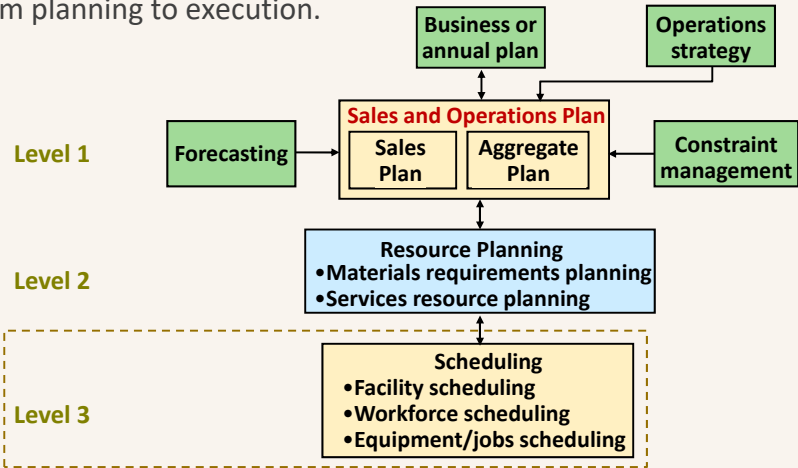 m planning to execution.
Business or
annual plan
Operations
strategy
Level 1
Forecasting
Sales and Operations Plan
Sales
Plan
Aggregate
Plan
Constraint
management
Level 2
Resource Planning
•Materials requirements planning
•Services resource planning
Level 3
Scheduling
•Facility scheduling
•Workforce scheduling
•Equipment/jobs scheduling